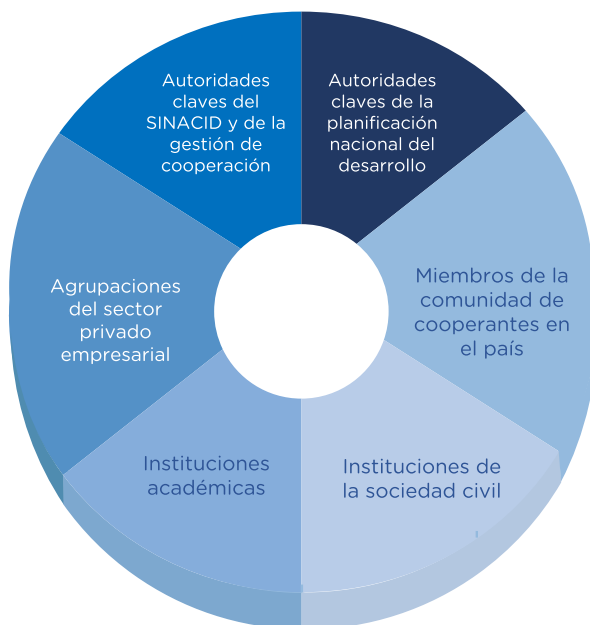 Autoridades
claves del
SINACID y de la
gestión de
cooperación
Autoridades
claves de la
planificación
nacional del
desarrollo
Agrupaciones
del sector
privado
empresarial
Miembros de la
comunidad de
cooperantes en
el país
Instituciones
académicas
Instituciones de
la sociedad civil